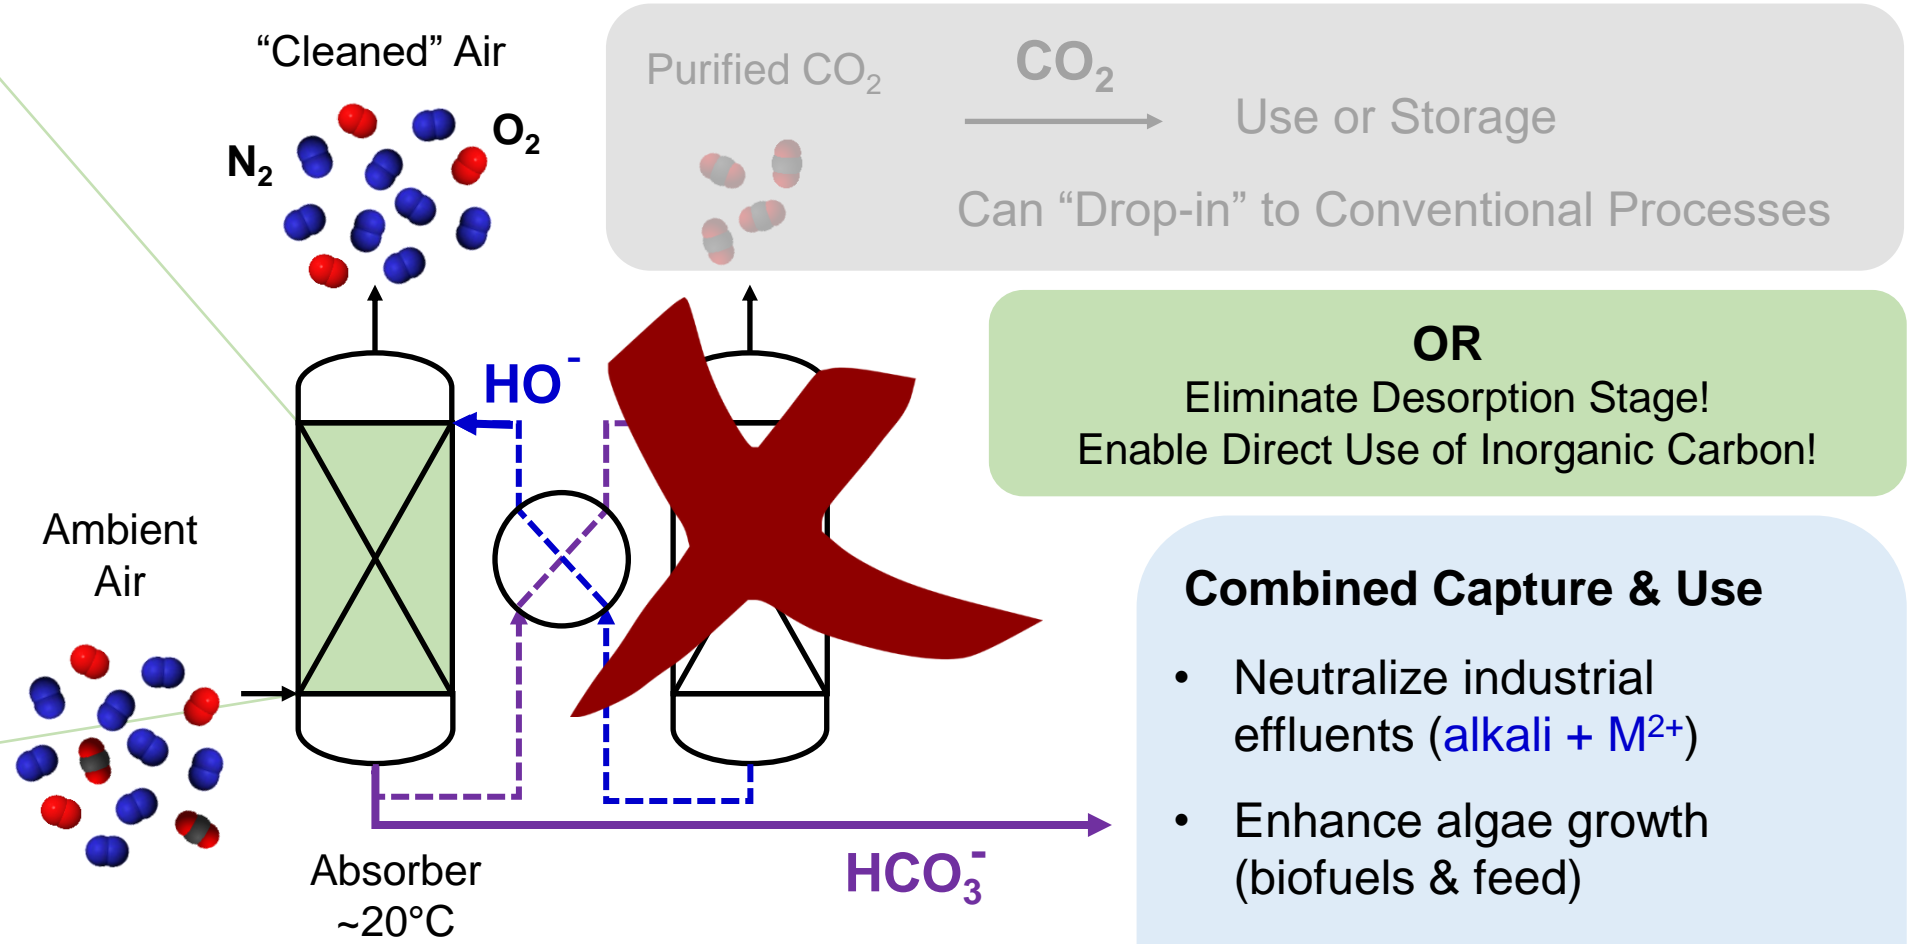 “Cleaned” Air
N₂
O₂
Purified CO₂
CO₂
Use or Storage
Can “Drop-in” to Conventional Processes
OR
Eliminate Desorption Stage!
Enable Direct Use of Inorganic Carbon!
HO⁻
Ambient
Air
Combined Capture & Use
• Neutralize industrial
effluents (alkali + M²⁺)
• Enhance algae growth
(biofuels & feed)
HCO₃⁻
Absorber
~20°C